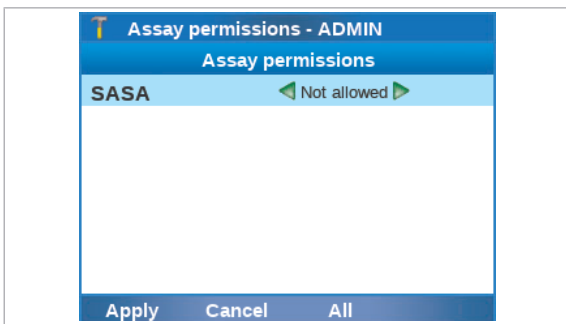 Assay permissions - ADMIN
Assay permissions
SASA Not allowed
Apply Cancel All